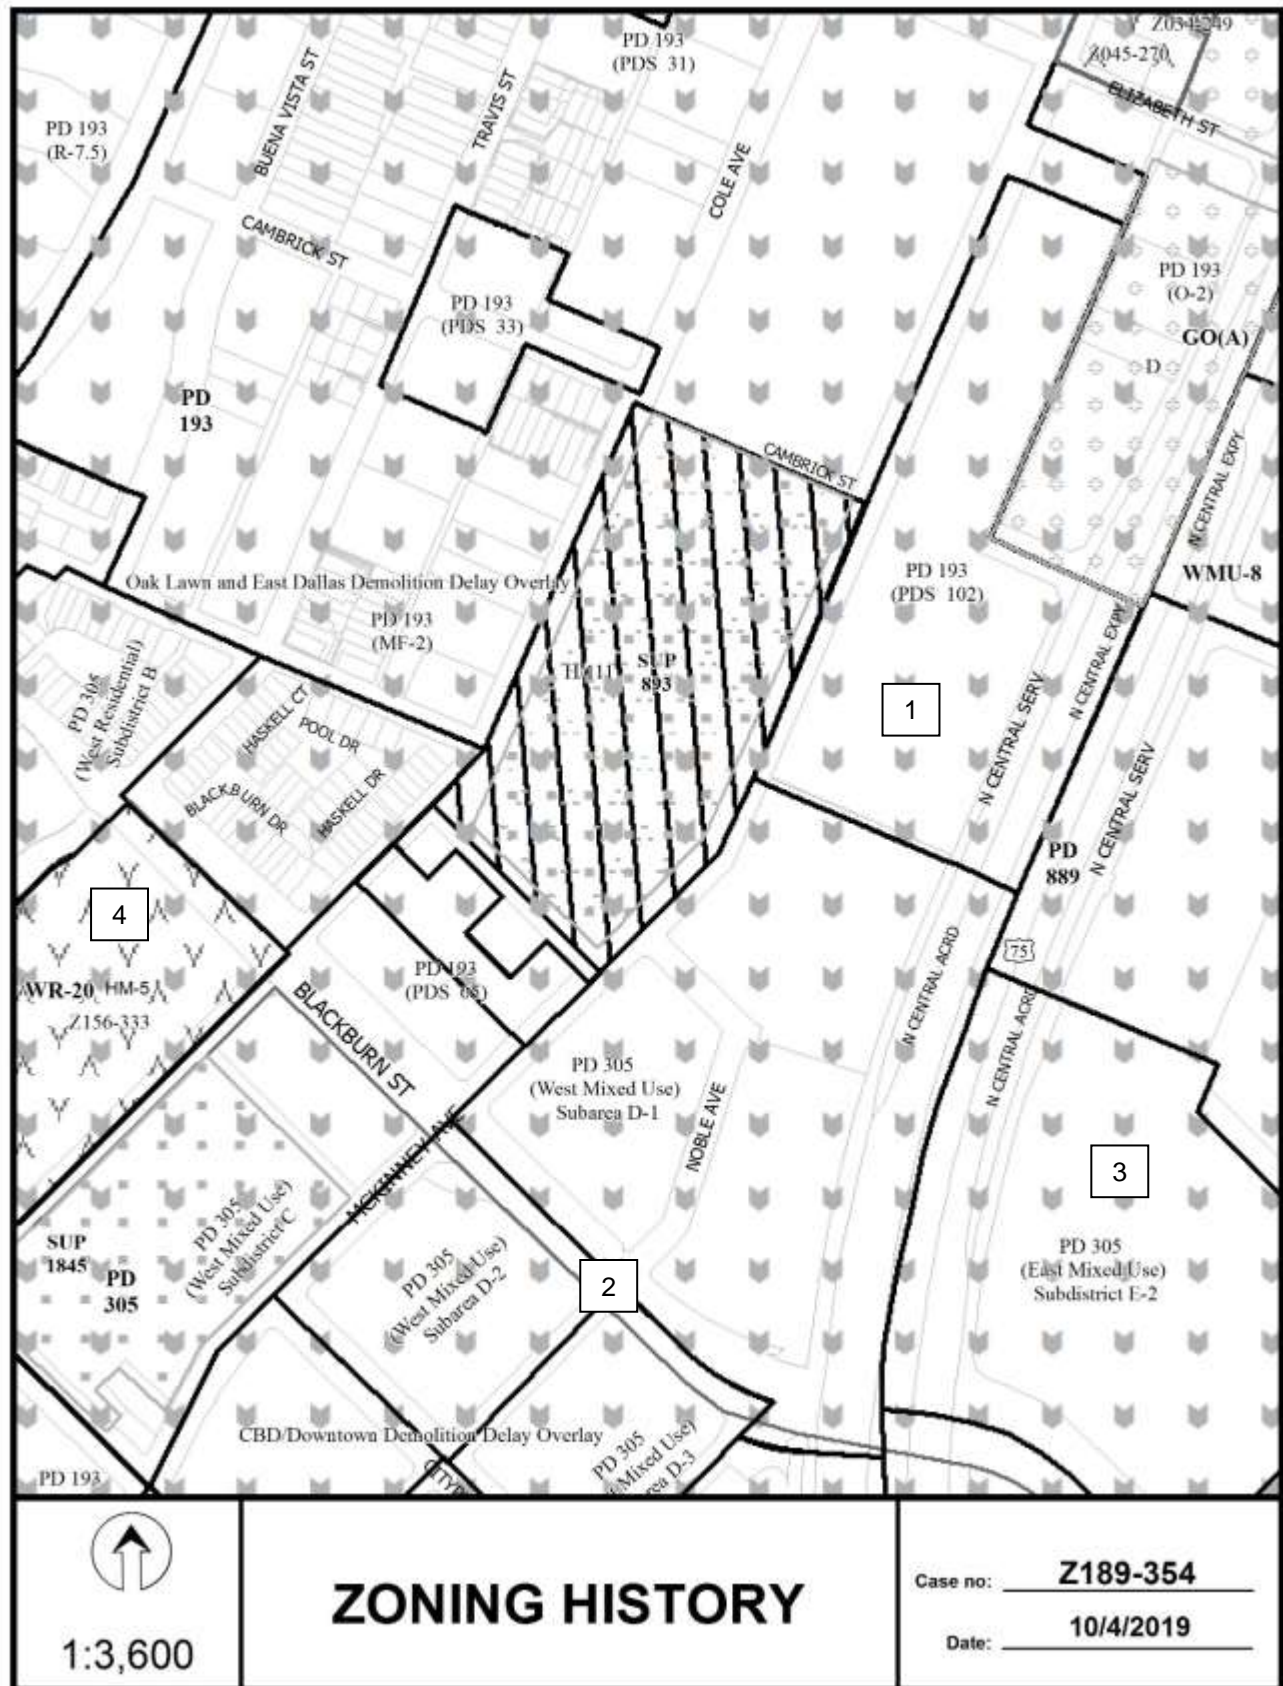 PD 193
(PDS 31)
Z034-249
Z045-270
ELIZABETH ST
PD 193
(R-7.5)
BUENA VISTA ST
TRAVIS ST
COLE AVE
CAMBRICK ST
PD 193
(PDS 33)
PD 193
(O-2)
GO(A)
D
PD
193
CAMBRICK ST
N CENTRAL EXPY
Oak Lawn and East Dallas Demolition Delay Overlay
PD 193
(MF-2)
SUP
893
PD 193
(PDS 102)
WMU-8
N CENTRAL EXPY
PD 305
(West Residential)
Subdistrict B
HASKELL CT
POOL DR
BLACKBURN DR
HASKELL DR
1
N CENTRAL SERV
N CENTRAL SERV
PD
889
4
WR-20
HM-5
Z156-333
PD 193
(PDS 65)
N CENTRAL ACRD
75
N CENTRAL ACRD
BLACKBURN ST
PD 305
(West Mixed Use)
Subarea D-1
NOBLE AVE
MCKINNEY AVE
3
PD 305
(West Mixed Use)
Subdistrict C
SUP
1845
PD
305
PD 305
(West Mixed Use)
Subarea D-2
2
PD 305
(East Mixed Use)
Subdistrict E-2
CBD/Downtown Demolition Delay Overlay
PD 305
t Mixed Use)
rea D-3
PD 193
1:3,600
ZONING HISTORY
Case no: Z189-354
Date: 10/4/2019